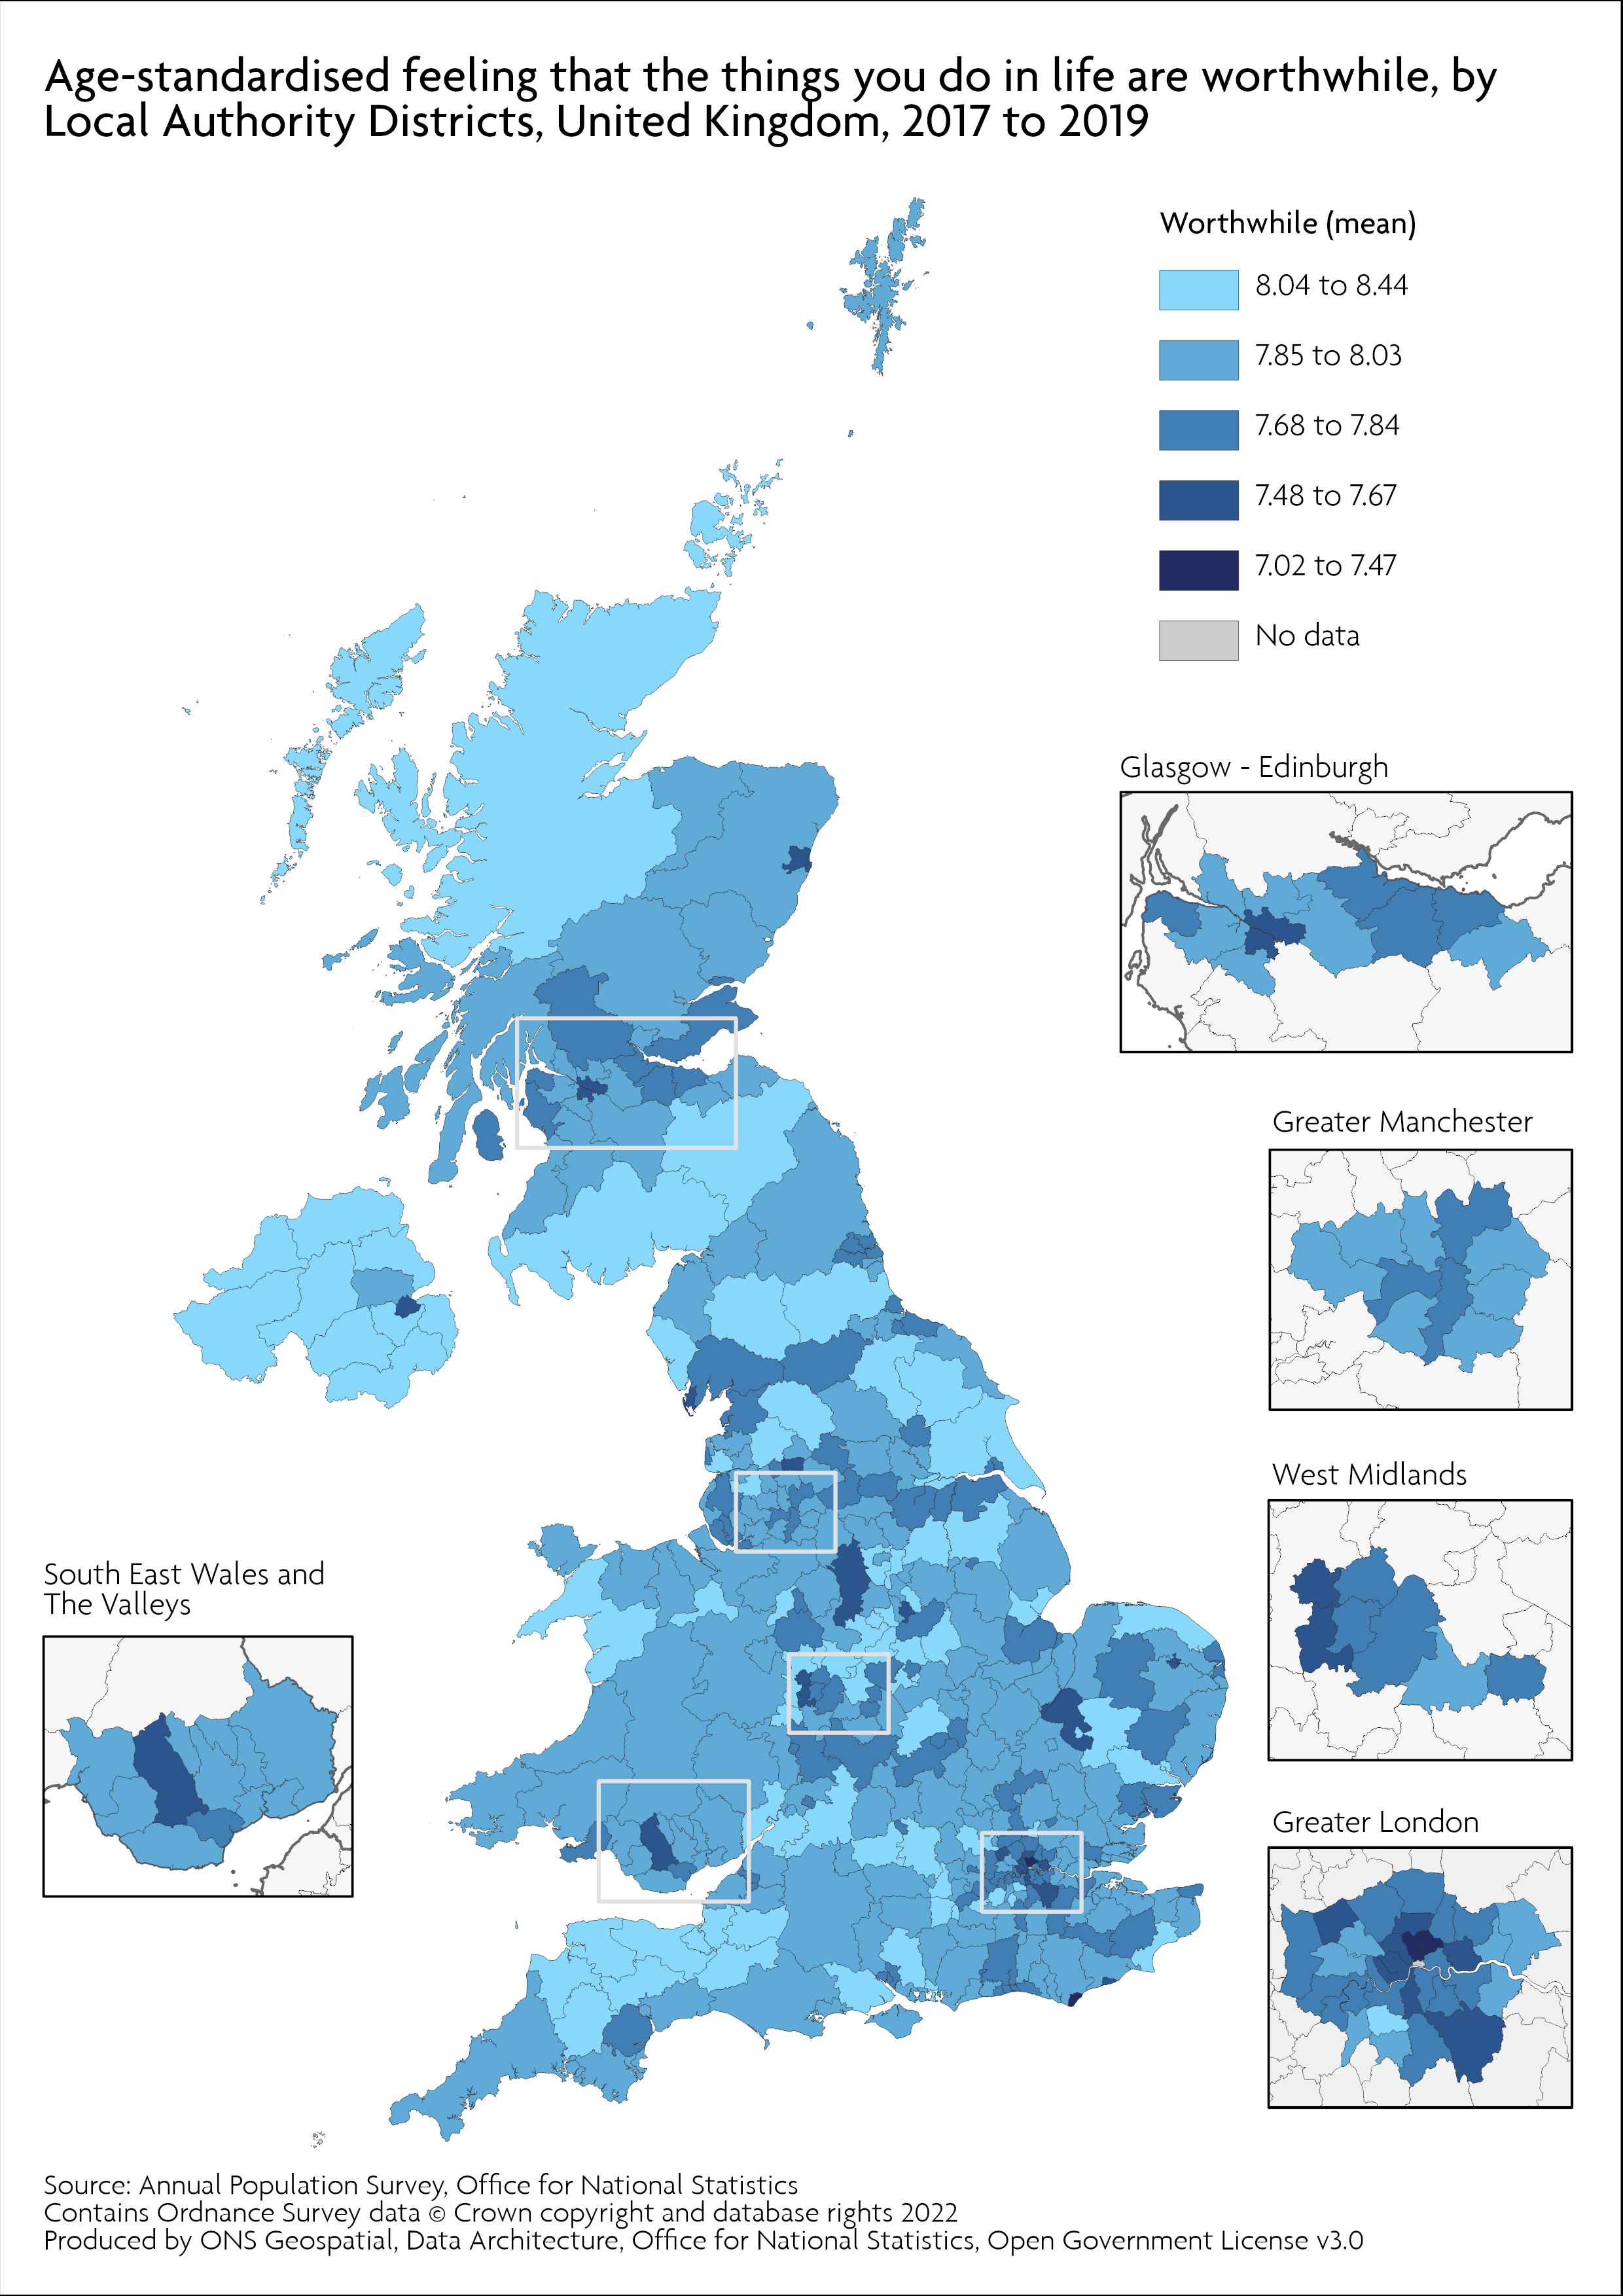 Age-standardised feeling that the things you do in life are worthwhile, by
Local Authority Districts, United Kingdom, 2017 to 2019
Worthwhile (mean)
8.04 to 8.44
7.85 to 8.03
7.68 to 7.84
7.48 to 7.67
7.02 to 7.47
No data
Glasgow - Edinburgh
Greater Manchester
West Midlands
South East Wales and
The Valleys
Greater London
Source: Annual Population Survey, Office for National Statistics
Contains Ordnance Survey data © Crown copyright and database rights 2022
Produced by ONS Geospatial, Data Architecture, Office for National Statistics, Open Government License v3.0